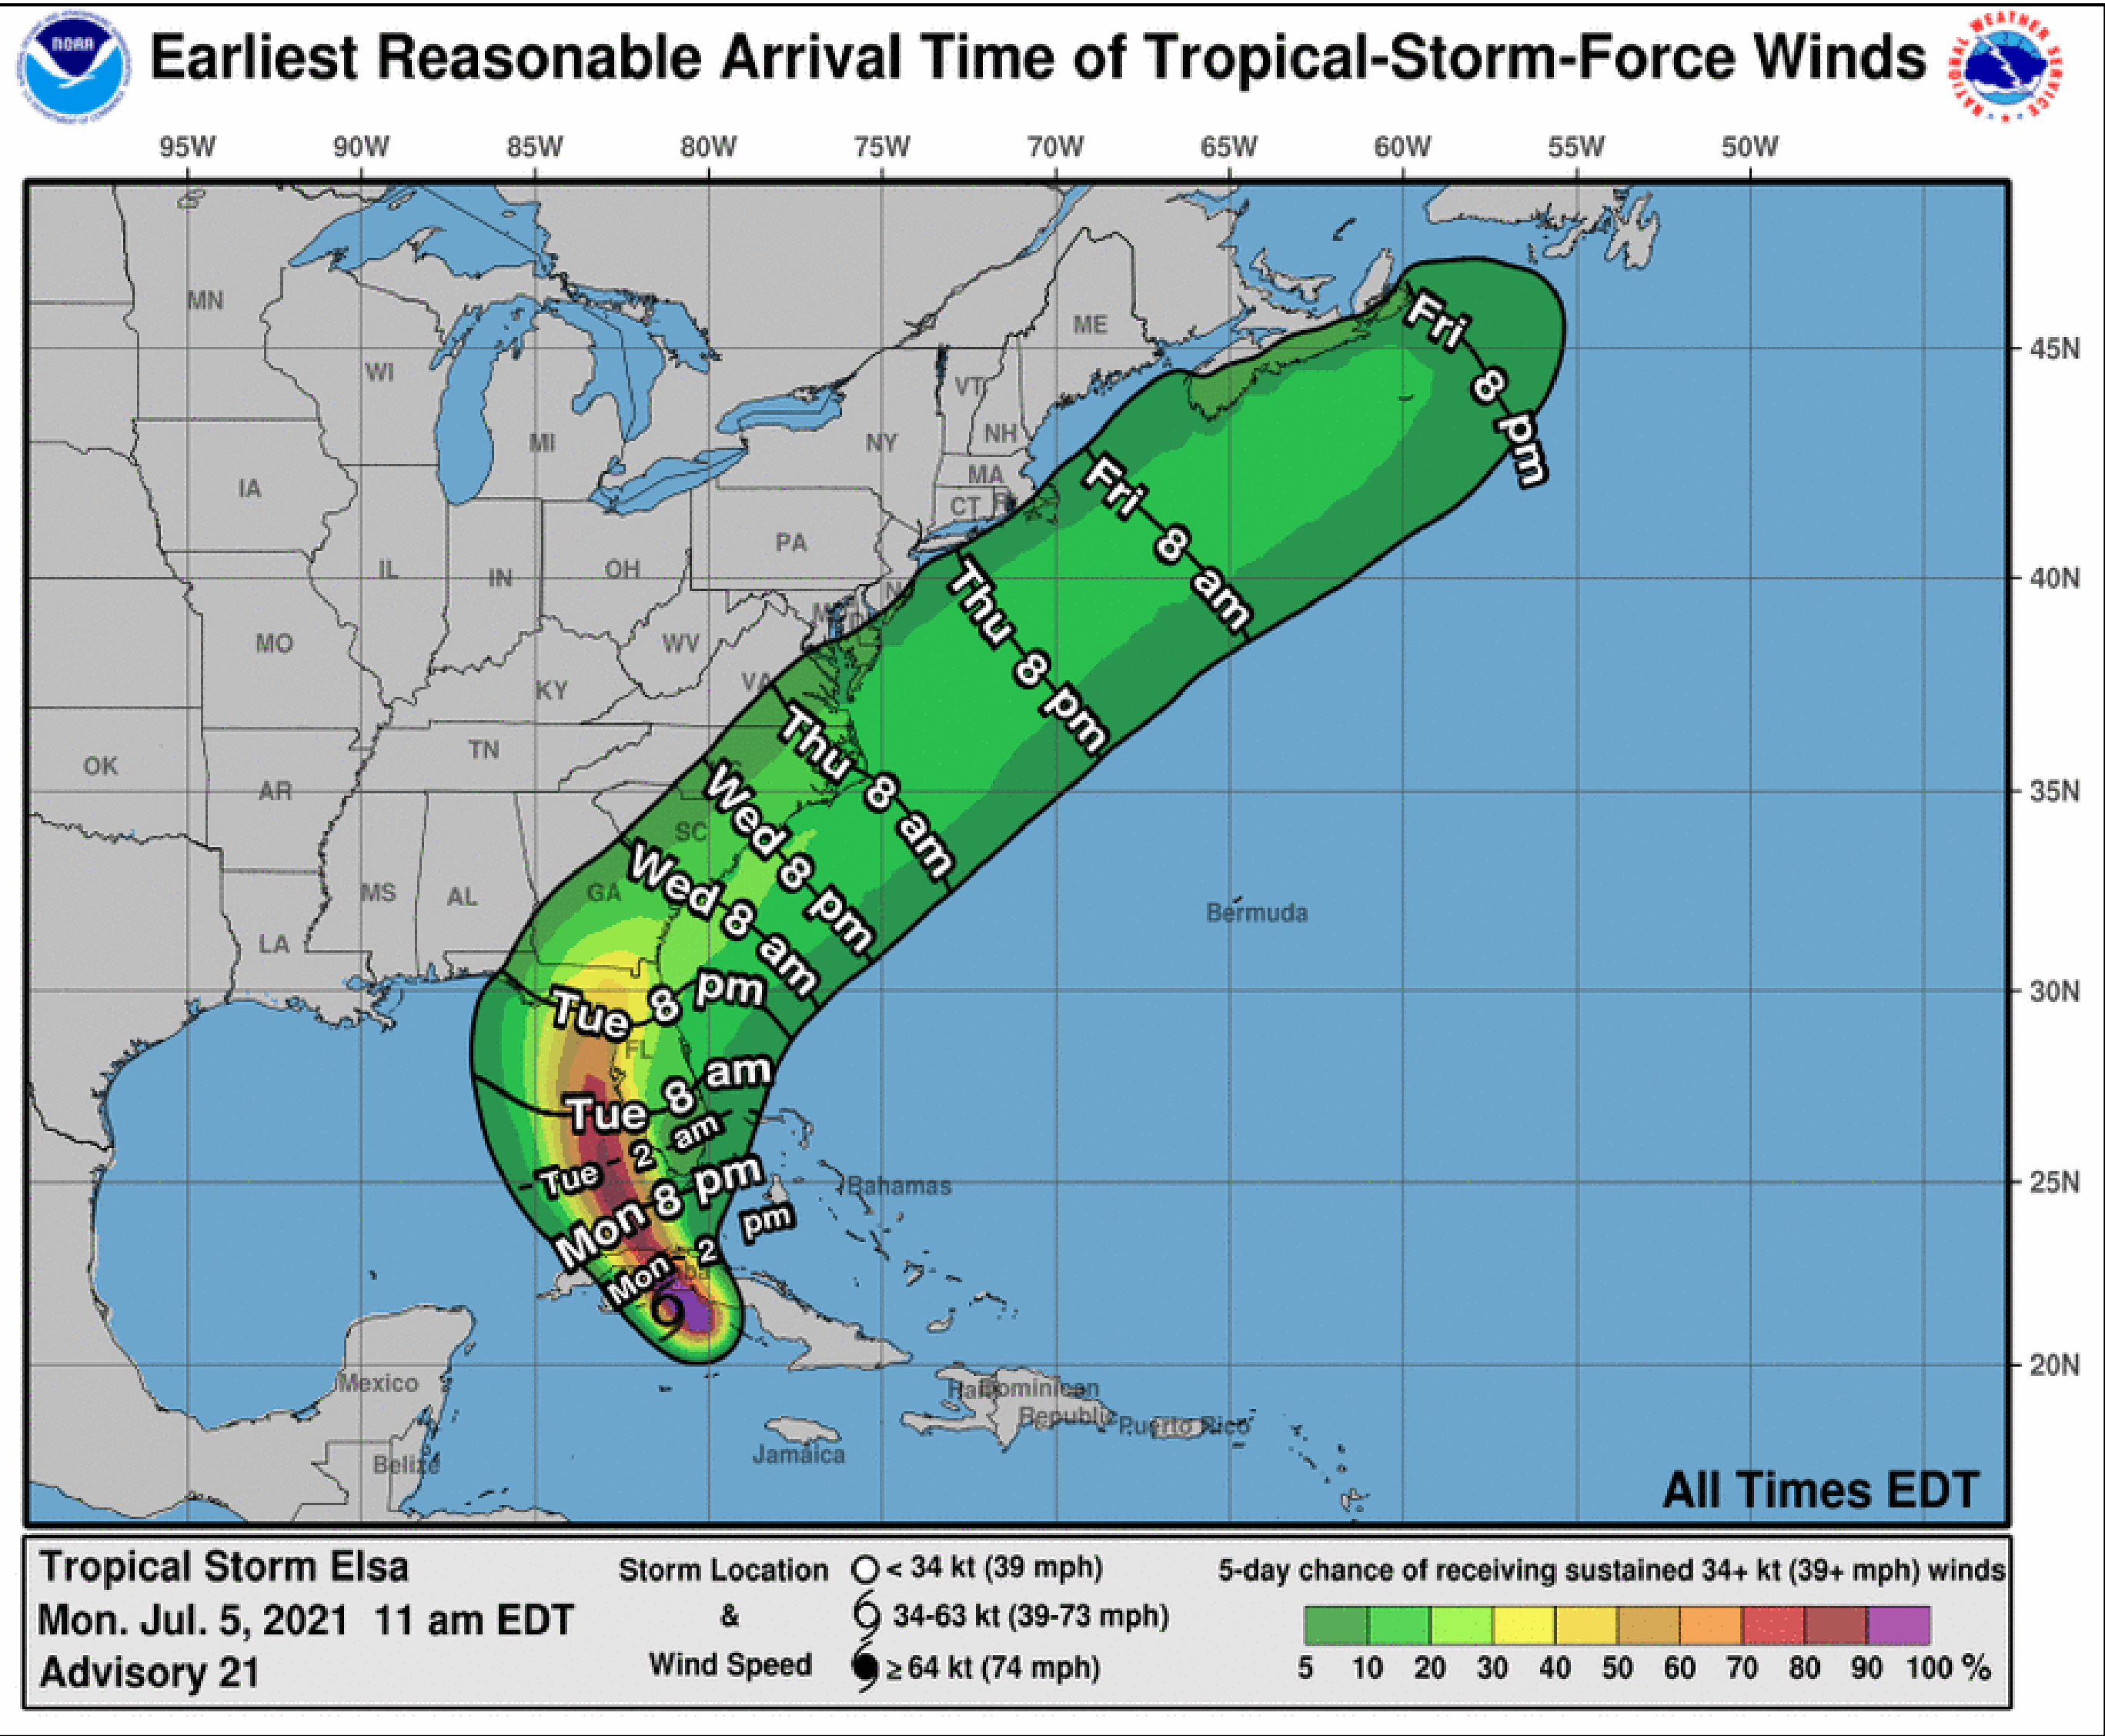 NOAA
Earliest Reasonable Arrival Time of Tropical-Storm-Force Winds
NATIONAL WEATHER SERVICE
95W 90W 85W 80W 75W 70W 65W 60W 55W 50W
MN
WI
MI
IA
IL
IN
OH
PA
NY
VT
NH
ME
MA
CT
MO
KY
WV
VA
OK
AR
TN
SC
MS
AL
GA
LA
FL
45N
40N
35N
30N
25N
20N
Fri 8 pm
Fri 8 am
Thu 8 pm
Thu 8 am
Wed 8 pm
Wed 8 am
Tue 8 pm
Tue 8 am
Tue 2 am
Mon 8 pm
Mon 2 pm
Bermuda
Bahamas
Mexico
Belize
Jamaica
Dominican
Republic
Puerto Rico
All Times EDT
Tropical Storm Elsa
Mon. Jul. 5, 2021 11 am EDT
Advisory 21
Storm Location
&
Wind Speed
< 34 kt (39 mph)
34-63 kt (39-73 mph)
≥ 64 kt (74 mph)
5-day chance of receiving sustained 34+ kt (39+ mph) winds
5 10 20 30 40 50 60 70 80 90 100 %